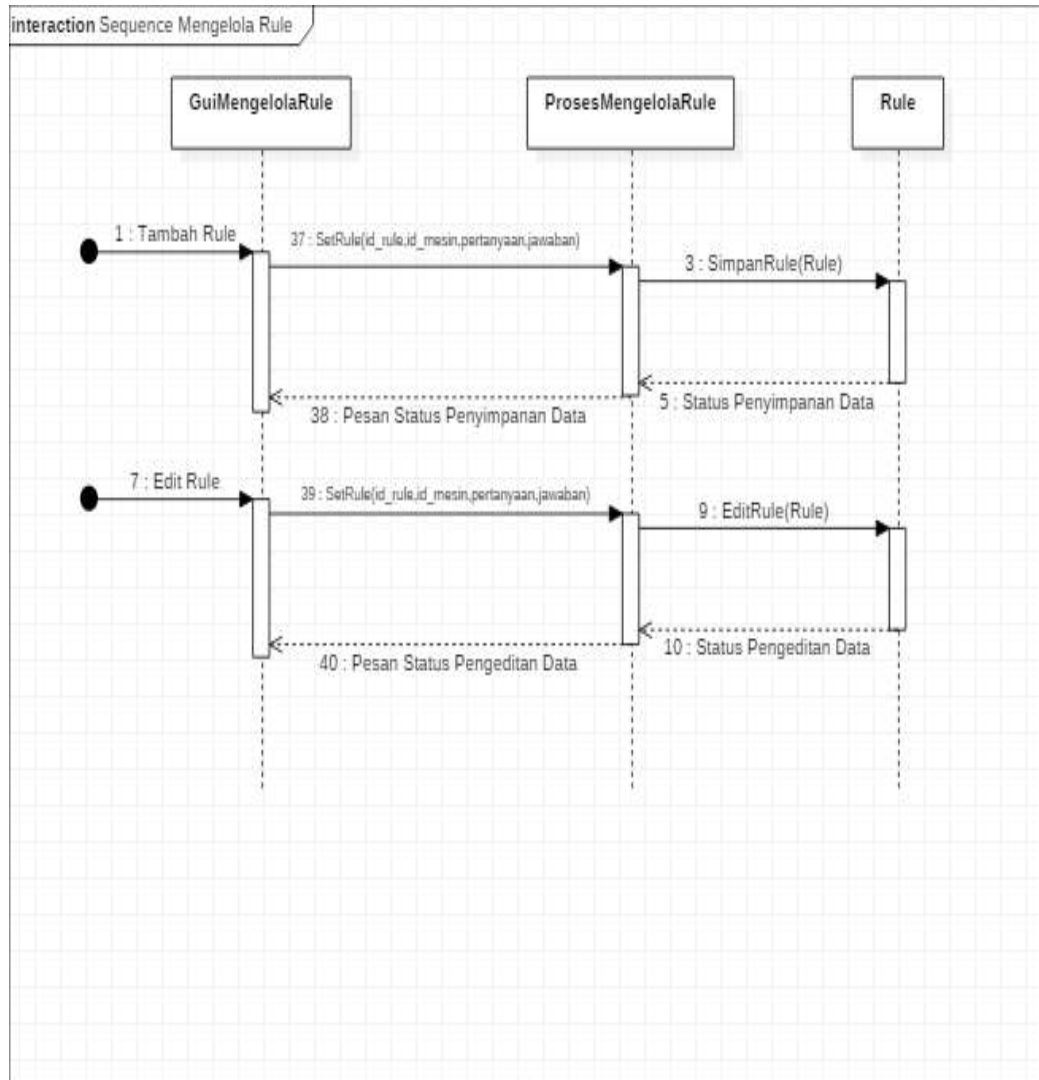 interaction Sequence Mengelola Rule
GuiMengelolaRule
ProsesMengelolaRule
Rule
1 : Tambah Rule
37 : SetRule(id_rule,id_mesin,pertanyaan,jawaban)
3 : SimpanRule(Rule)
5 : Status Penyimpanan Data
38 : Pesan Status Penyimpanan Data
7 : Edit Rule
39 : SetRule(id_rule,id_mesin,pertanyaan,jawaban)
9 : EditRule(Rule)
10 : Status Pengeditan Data
40 : Pesan Status Pengeditan Data